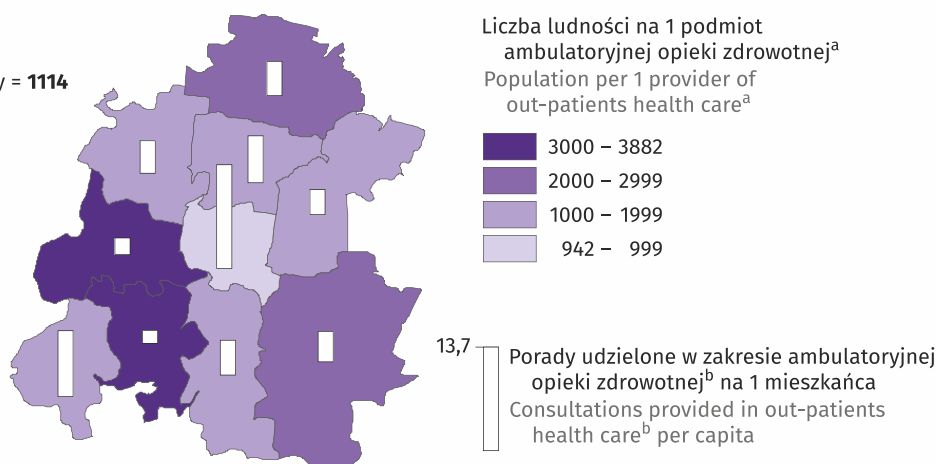 y = 1114
Liczba ludności na 1 podmiot
ambulatoryjnej opieki zdrowotnejᵃ
Population per 1 provider of
out-patients health careᵃ
3000 – 3882
2000 – 2999
1000 – 1999
942 – 999
13,7
Porady udzielone w zakresie ambulatoryjnej
opieki zdrowotnejᵇ na 1 mieszkańca
Consultations provided in out-patients
health careᵇ per capita